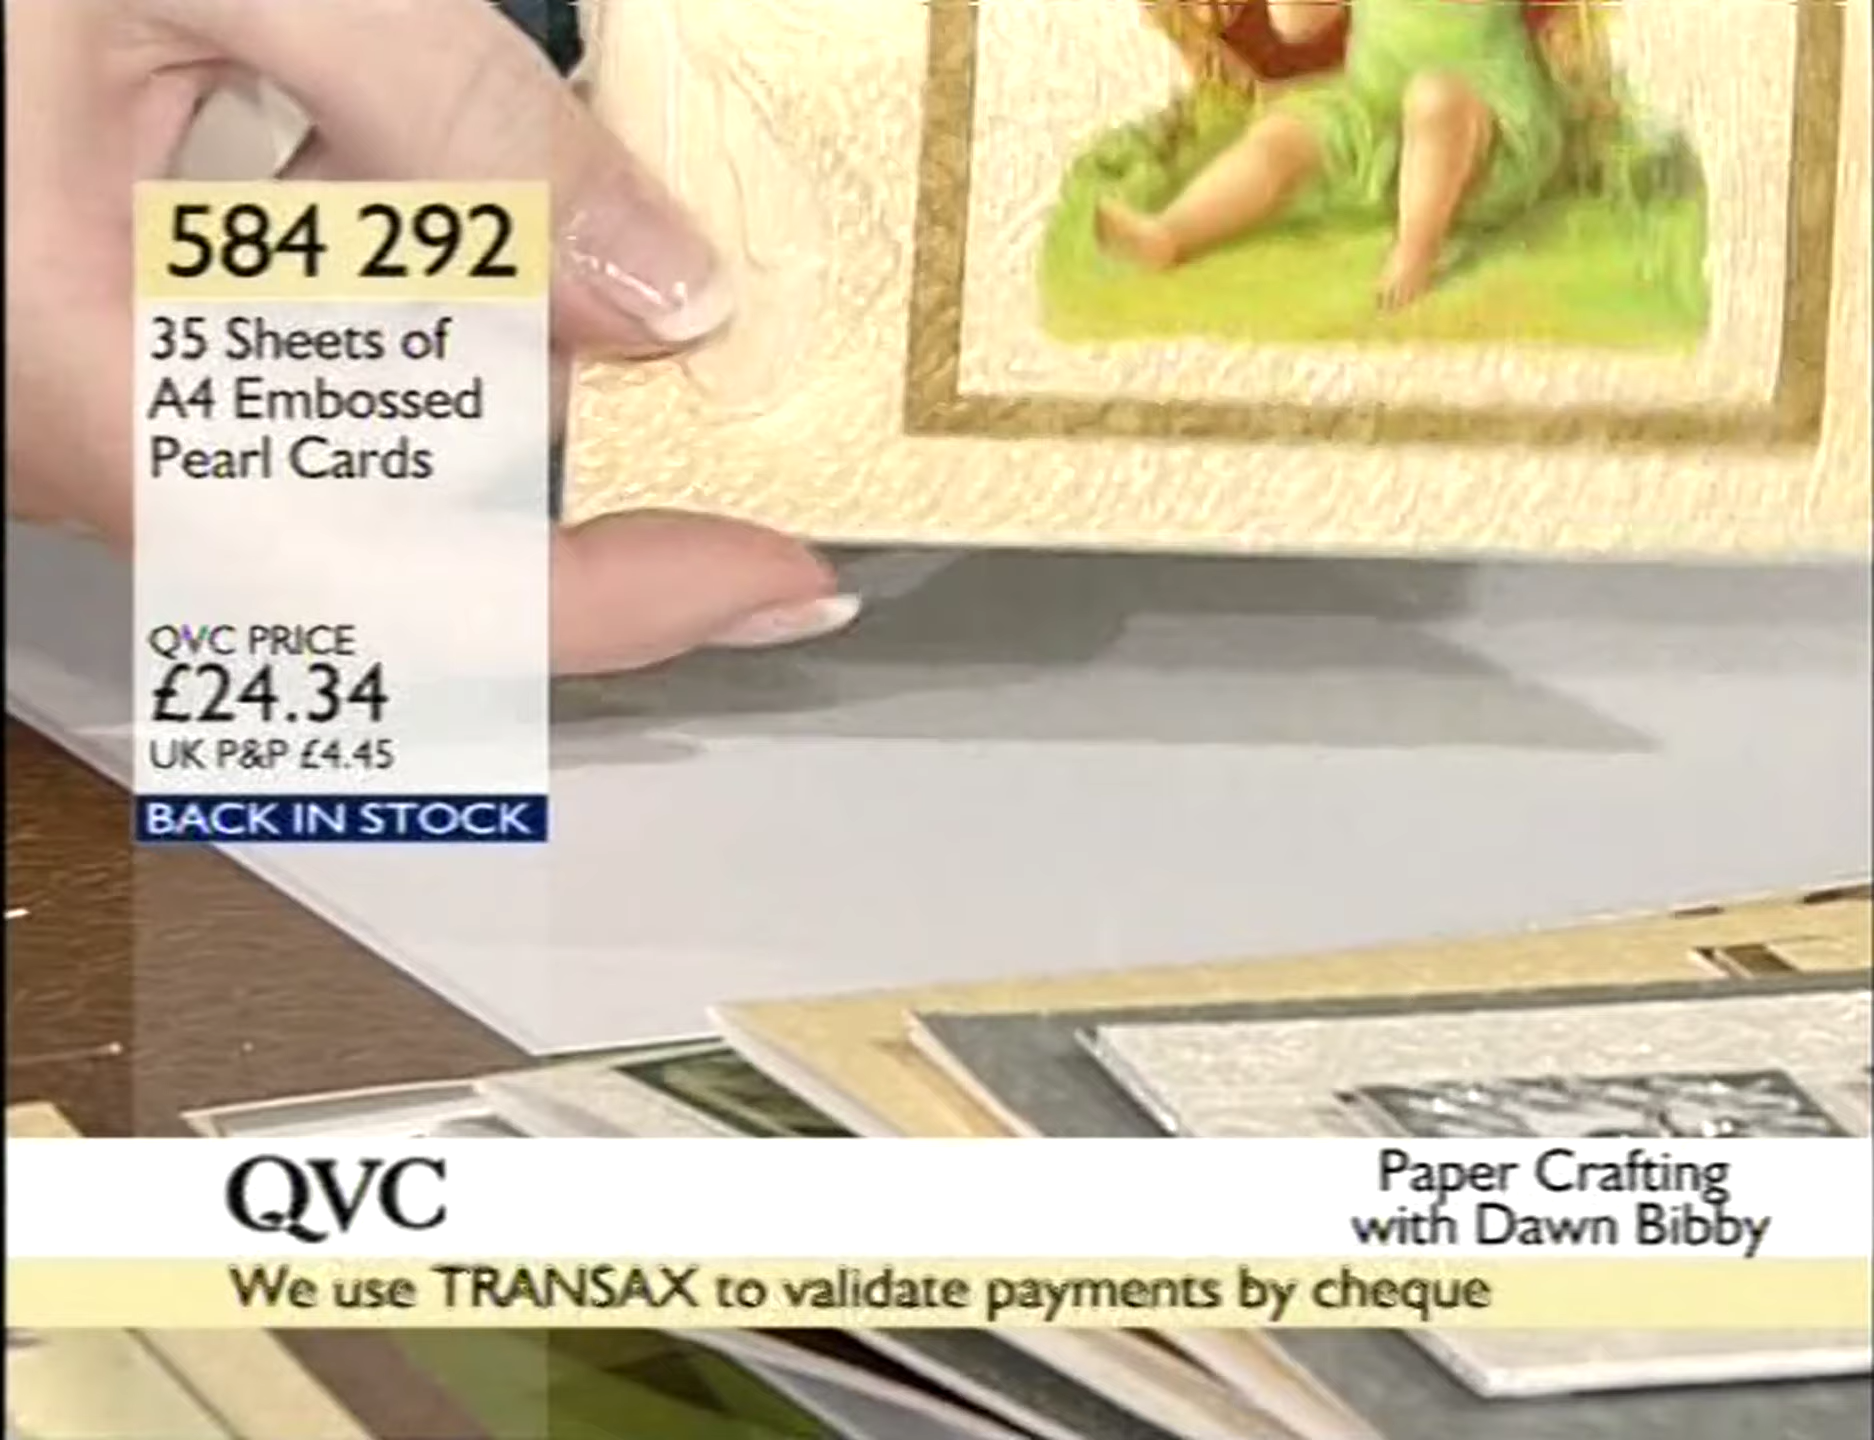 584 292
35 Sheets of
A4 Embossed
Pearl Cards
QVC PRICE
£24.34
UK P&P £4.45
BACK IN STOCK
QVC
Paper Crafting
with Dawn Bibby
We use TRANSAX to validate payments by cheque